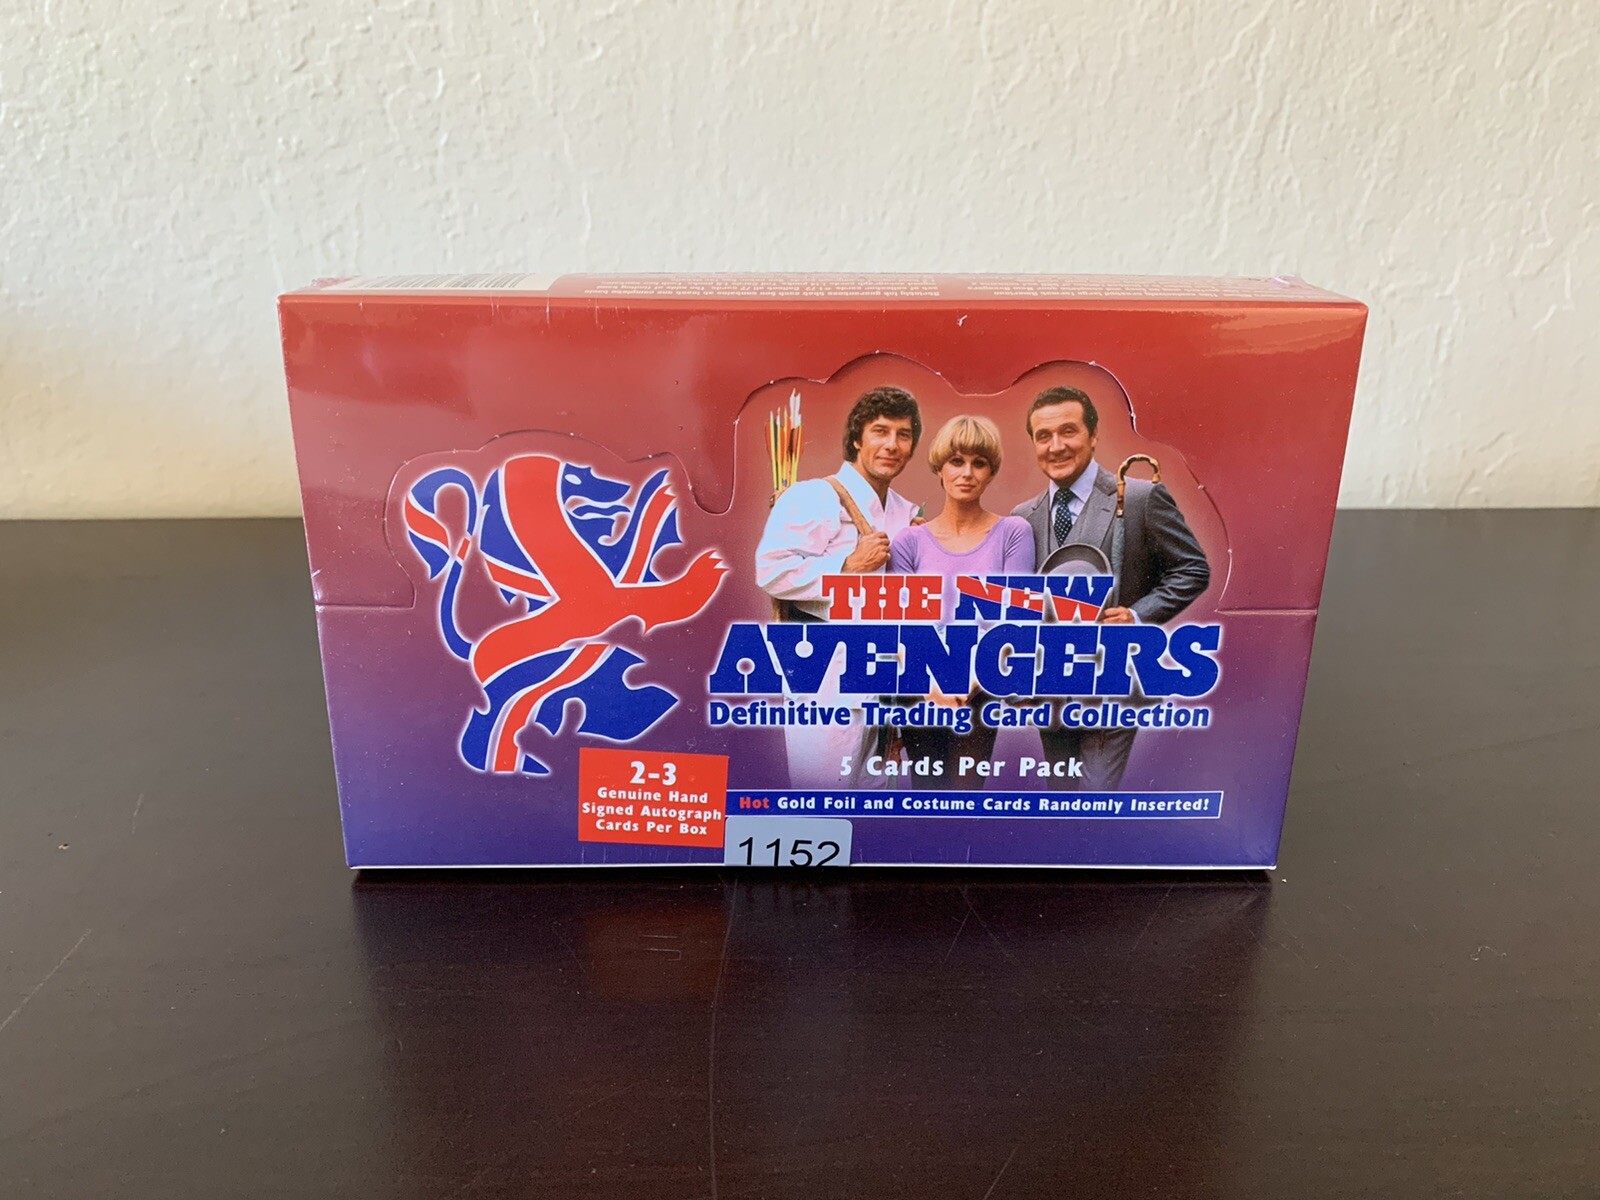 THE NEW
AVENGERS
Definitive Trading Card Collection
5 Cards Per Pack
2-3
Genuine Hand
Signed Autograph
Cards Per Box
Hot Gold Foil and Costume Cards Randomly Inserted!
1152